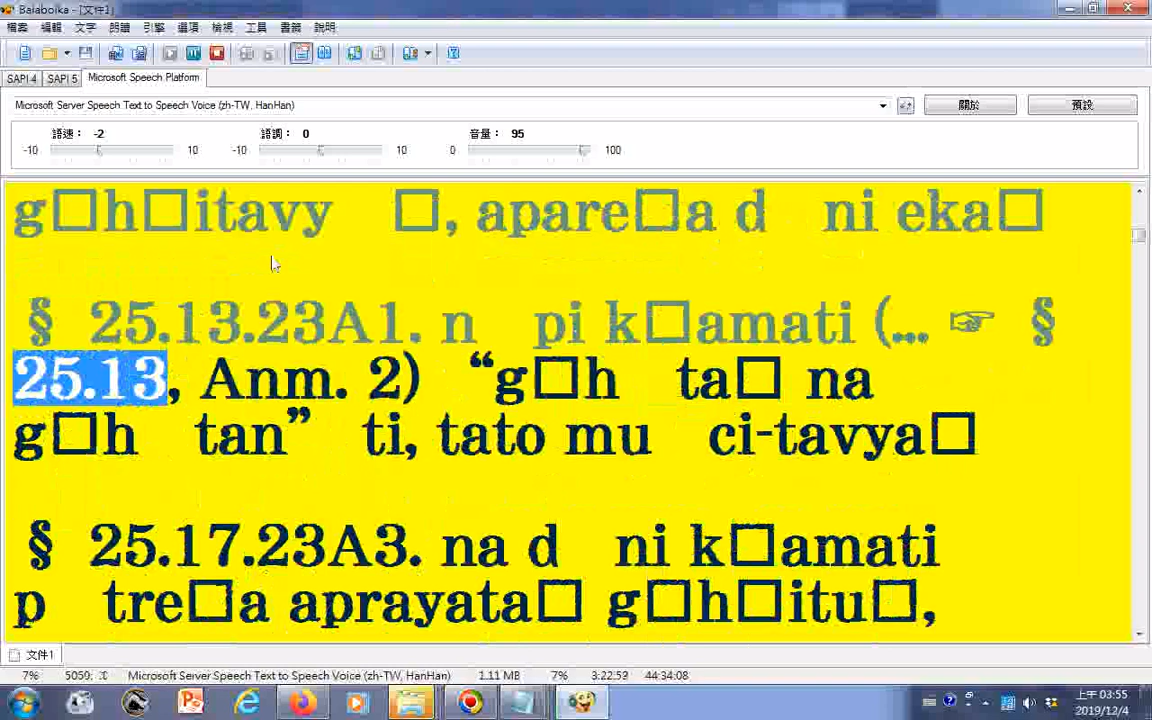 Balabolka - [文件1]
檔案 編輯 文字 朗讀 引擎 選項 檢視 工具 書籤 說明
SAPI 4 SAPI 5 Microsoft Speech Platform
Microsoft Server Speech Text to Speech Voice (zh-TW, HanHan) 關於 預設
語速： -2 語調： 0 音量： 95
-10 10 -10 10 0 100
g□h□itavy □, apare□a d ni eka□
§ 25.13.23A1. n pi k□amati (... ☞ §
25.13, Anm. 2) “g□h ta□ na
g□h tan” ti, tato mu ci-tavya□
§ 25.17.23A3. na d ni k□amati
p tre□a aprayata□ g□h□itu□,
文件1
7% Microsoft Server Speech Text to Speech Voice (zh-TW, HanHan) 1.11 MB 7% 3:22:53 44:34:08
上午 03:55
2019/12/4